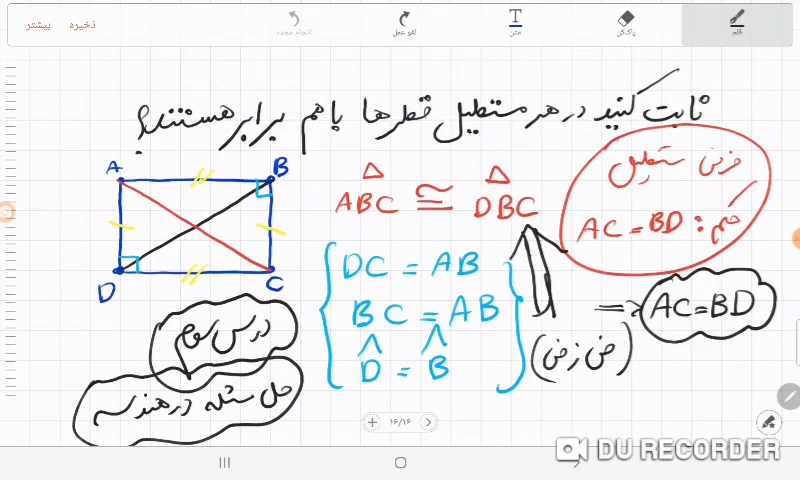 ذخیره
بیشتر
انجام مجدد
لغو عمل
متن
پاک‌کن
قلم
ثابت کنید در هر مستطیل قطرها با هم برابر هستند؟
A
B
D
C
ABC ≅ DBC
فرض مستطیل
حکم: AC = BD
DC = AB
BC = AB
D̂ = B̂
(ض ز ض)
⇒ AC=BD
درس سوم
حل مسئله در هندسه
۱۶/۱۶
DU RECORDER